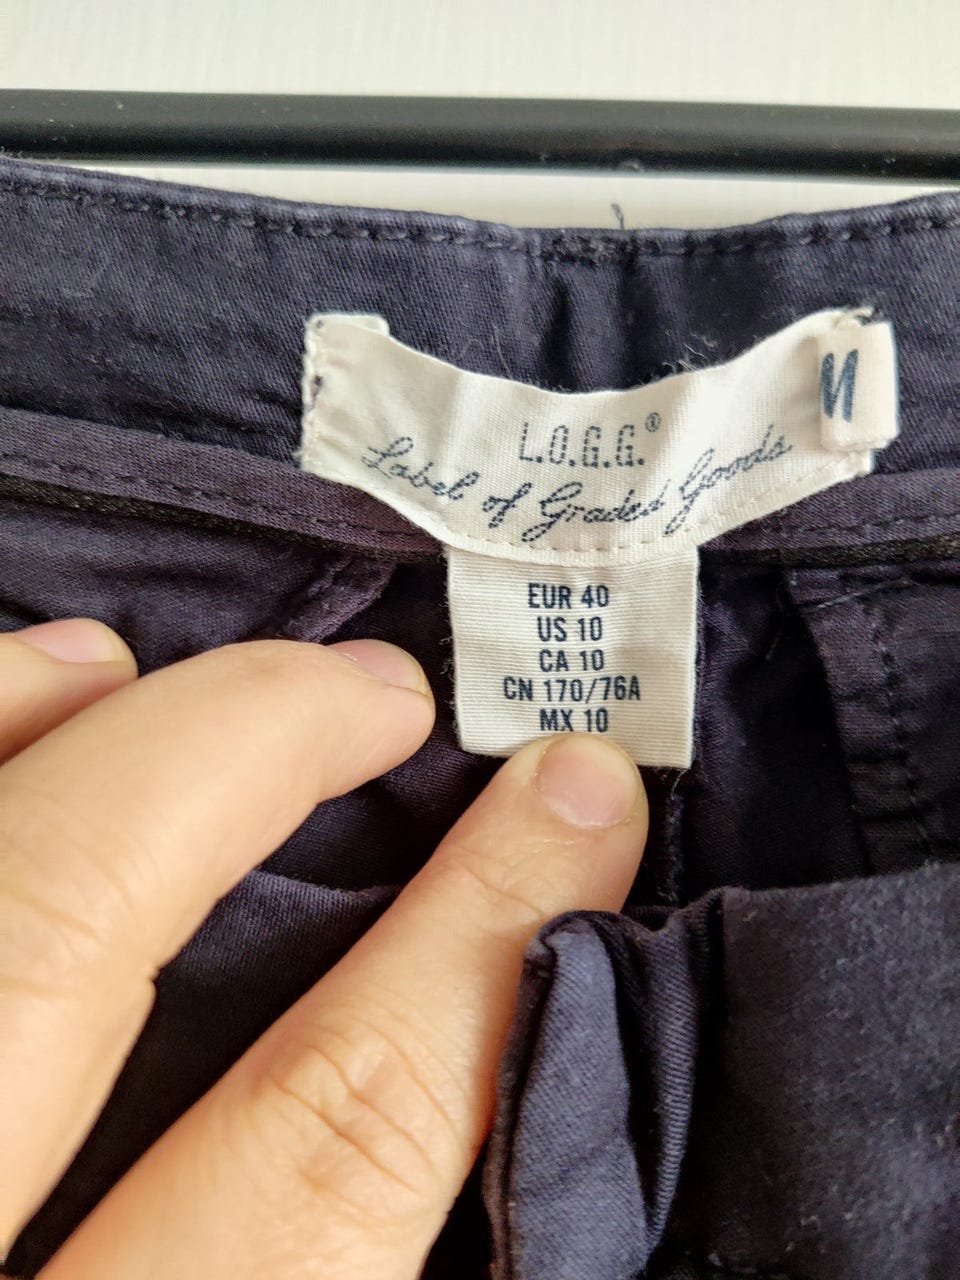 L.O.G.G.®
Label of Graded Goods
M
EUR 40
US 10
CA 10
CN 170/76A
MX 10